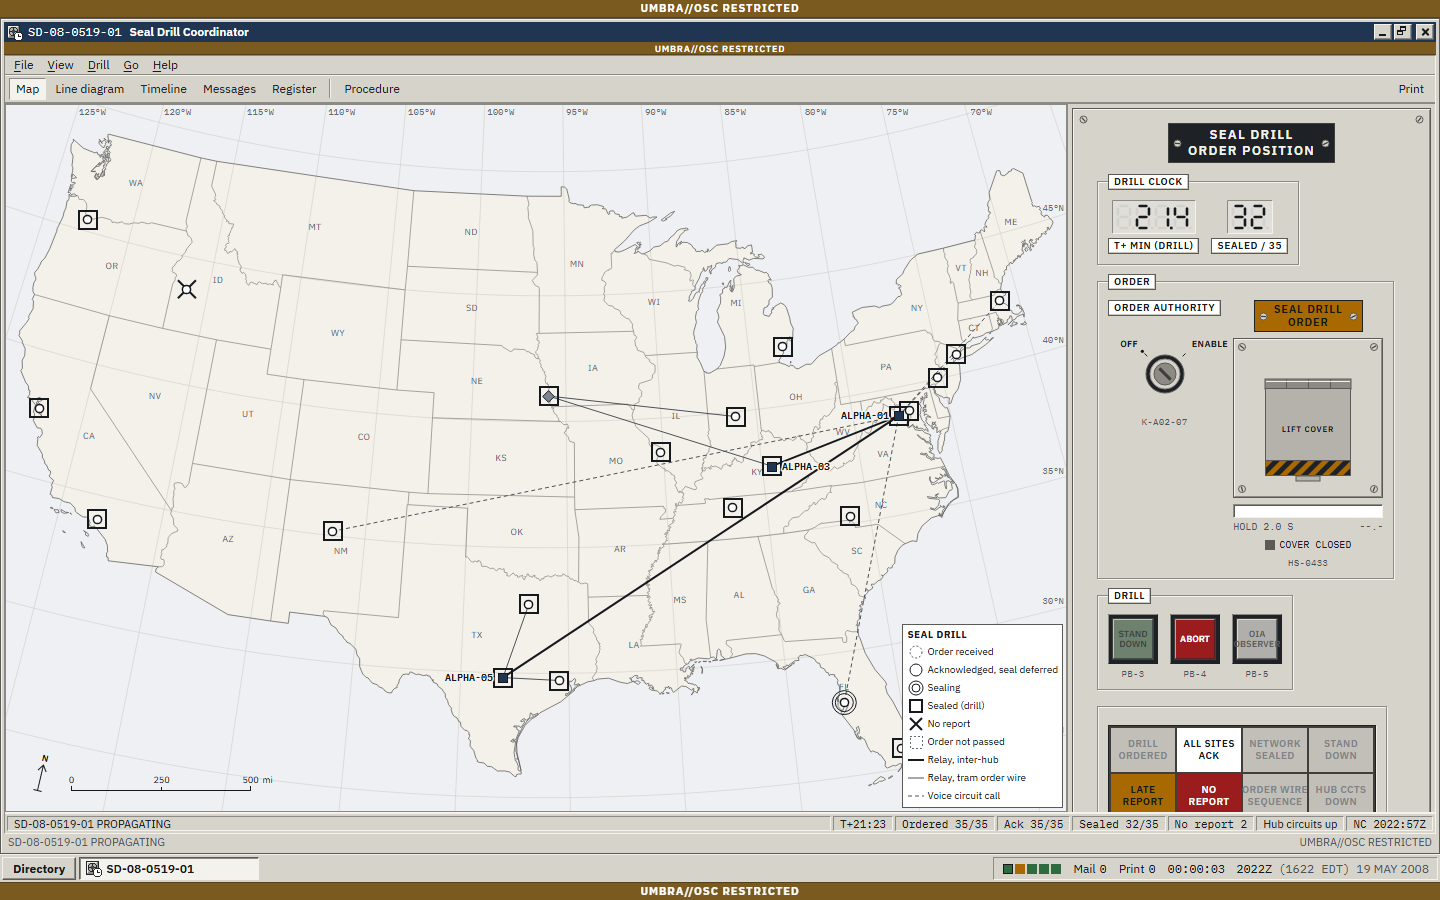 UMBRA//OSC RESTRICTED
SD-08-0519-01 Seal Drill Coordinator
UMBRA//OSC RESTRICTED
File View Drill Go Help
Map Line diagram Timeline Messages Register Procedure Print
125°W 120°W 115°W 110°W 105°W 100°W 95°W 90°W 85°W 80°W 75°W 70°W
45°N
40°N
35°N
30°N
WA
OR
ID
MT
ND
MN
SD
WY
NE
IA
WI
MI
NY
VT
NH
ME
CT
PA
OH
IL
NV
UT
CO
CA
KS
MO
KY
WV
VA
NC
SC
AZ
NM
OK
AR
TX
LA
MS
AL
GA
FL
ALPHA-01
ALPHA-03
ALPHA-05
N
0 250 500 mi
SEAL DRILL
Order received
Acknowledged, seal deferred
Sealing
Sealed (drill)
No report
Order not passed
Relay, inter-hub
Relay, tram order wire
Voice circuit call
SEAL DRILL
ORDER POSITION
DRILL CLOCK
21.4 32
T+ MIN (DRILL) SEALED / 35
ORDER
ORDER AUTHORITY
SEAL DRILL
ORDER
OFF ENABLE
K-A02-07
LIFT COVER
HOLD 2.0 S --.-
COVER CLOSED
HS-0433
DRILL
STAND
DOWN
ABORT
OIA
OBSERVER
PB-3 PB-4 PB-5
DRILL
ORDERED
ALL SITES
ACK
NETWORK
SEALED
STAND
DOWN
LATE
REPORT
NO
REPORT
ORDER WIRE
SEQUENCE
HUB CCTS
DOWN
SD-08-0519-01 PROPAGATING T+21:23 Ordered 35/35 Ack 35/35 Sealed 32/35 No report 2 Hub circuits up NC 2022:57Z
SD-08-0519-01 PROPAGATING UMBRA//OSC RESTRICTED
Directory SD-08-0519-01 Mail 0 Print 0 00:00:03 2022Z (1622 EDT) 19 MAY 2008
UMBRA//OSC RESTRICTED